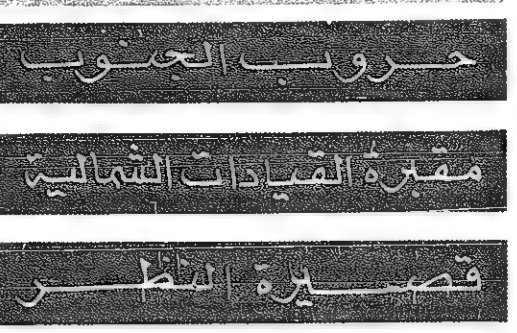 حروب الجنوب
مقبرة القيادات الشمالية
قصيرة النظر